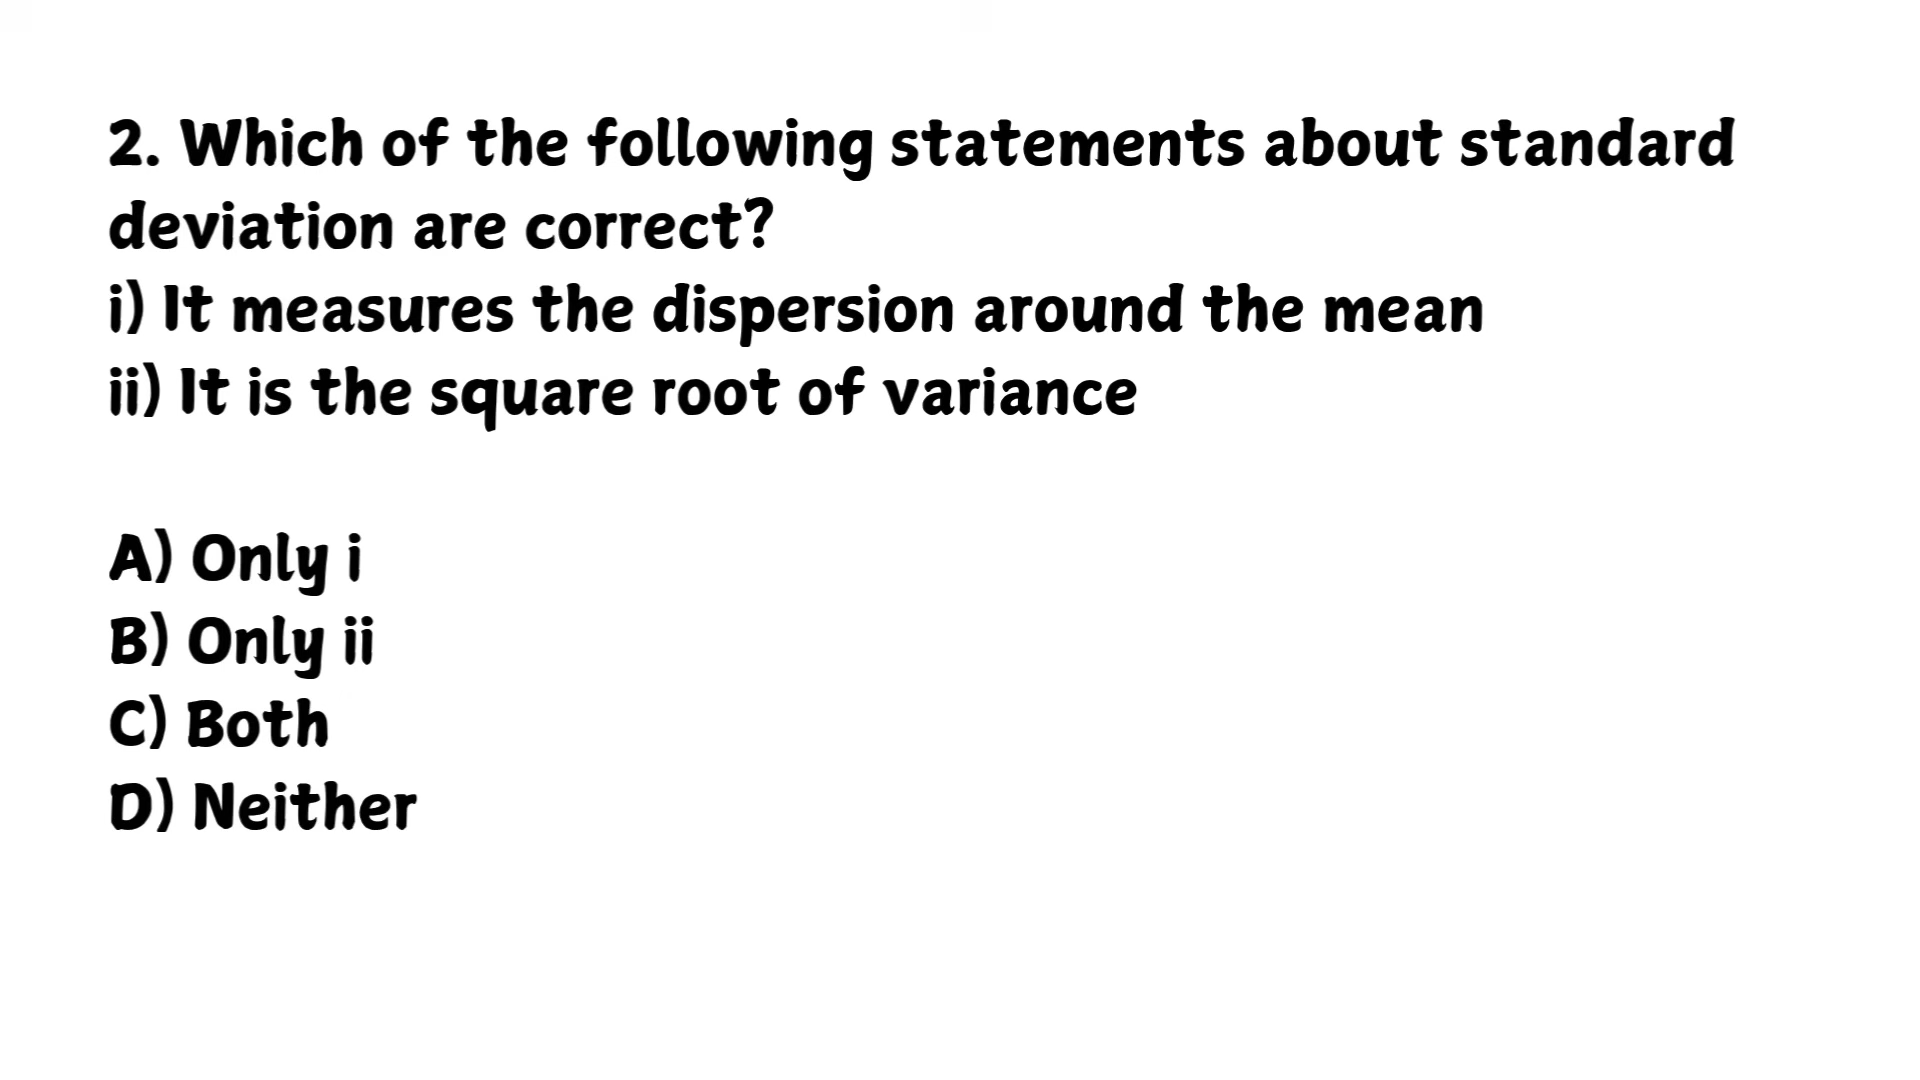 2. Which of the following statements about standard
deviation are correct?
i) It measures the dispersion around the mean
ii) It is the square root of variance
A) Only i
B) Only ii
C) Both
D) Neither